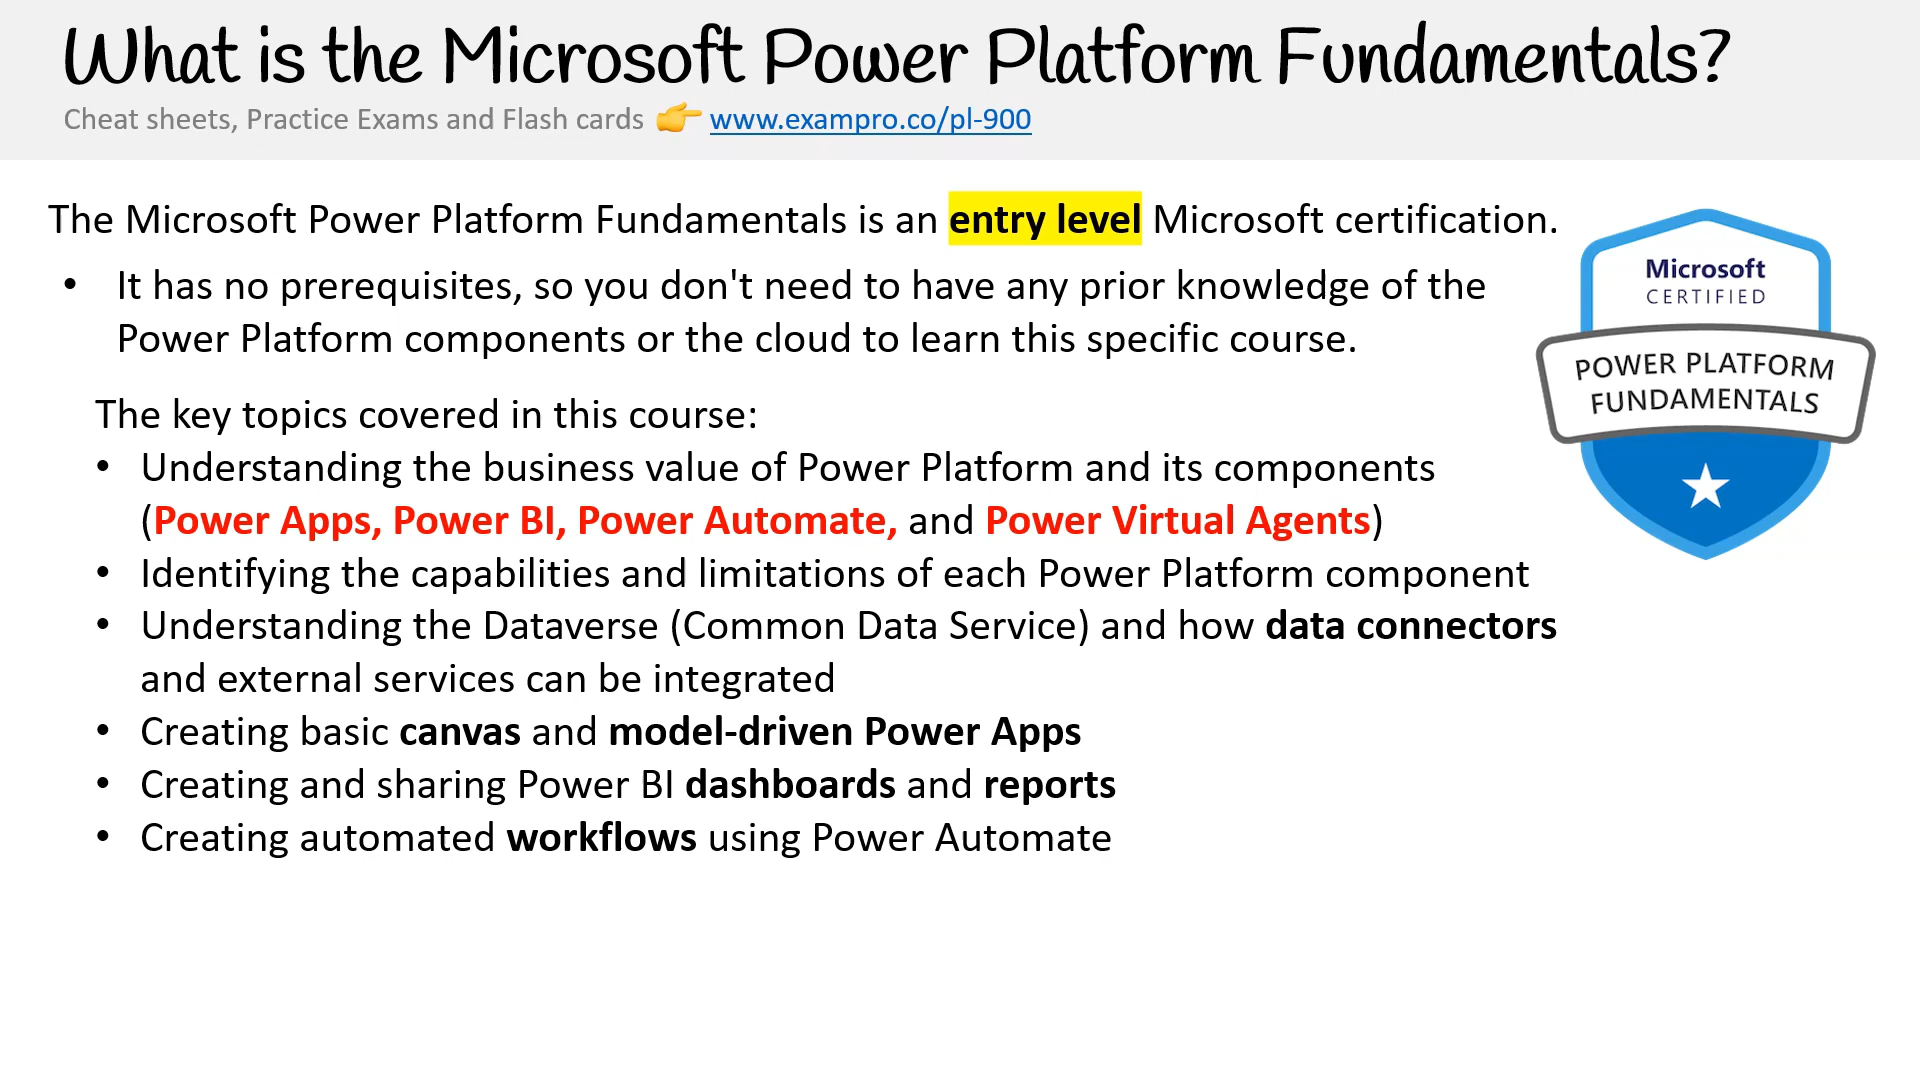 What is the Microsoft Power Platform Fundamentals?
Cheat sheets, Practice Exams and Flash cards 👉 www.exampro.co/pl-900
The Microsoft Power Platform Fundamentals is an entry level Microsoft certification.
• It has no prerequisites, so you don't need to have any prior knowledge of the
Power Platform components or the cloud to learn this specific course.
The key topics covered in this course:
• Understanding the business value of Power Platform and its components
(Power Apps, Power BI, Power Automate, and Power Virtual Agents)
• Identifying the capabilities and limitations of each Power Platform component
• Understanding the Dataverse (Common Data Service) and how data connectors
and external services can be integrated
• Creating basic canvas and model-driven Power Apps
• Creating and sharing Power BI dashboards and reports
• Creating automated workflows using Power Automate
Microsoft
CERTIFIED
POWER PLATFORM
FUNDAMENTALS